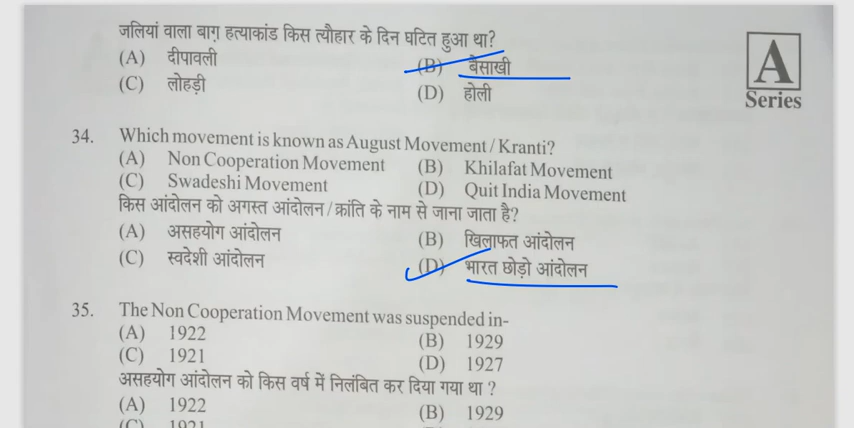 जलियां वाला बाग़ हत्याकांड किस त्यौहार के दिन घटित हुआ था?
(A) दीपावली (B) बैसाखी
(C) लोहड़ी (D) होली
A
Series
34. Which movement is known as August Movement / Kranti?
(A) Non Cooperation Movement (B) Khilafat Movement
(C) Swadeshi Movement (D) Quit India Movement
किस आंदोलन को अगस्त आंदोलन / क्रांति के नाम से जाना जाता है?
(A) असहयोग आंदोलन (B) खिलाफत आंदोलन
(C) स्वदेशी आंदोलन (D) भारत छोड़ो आंदोलन
35. The Non Cooperation Movement was suspended in-
(A) 1922 (B) 1929
(C) 1921 (D) 1927
असहयोग आंदोलन को किस वर्ष में निलंबित कर दिया गया था ?
(A) 1922 (B) 1929
(C) 1921